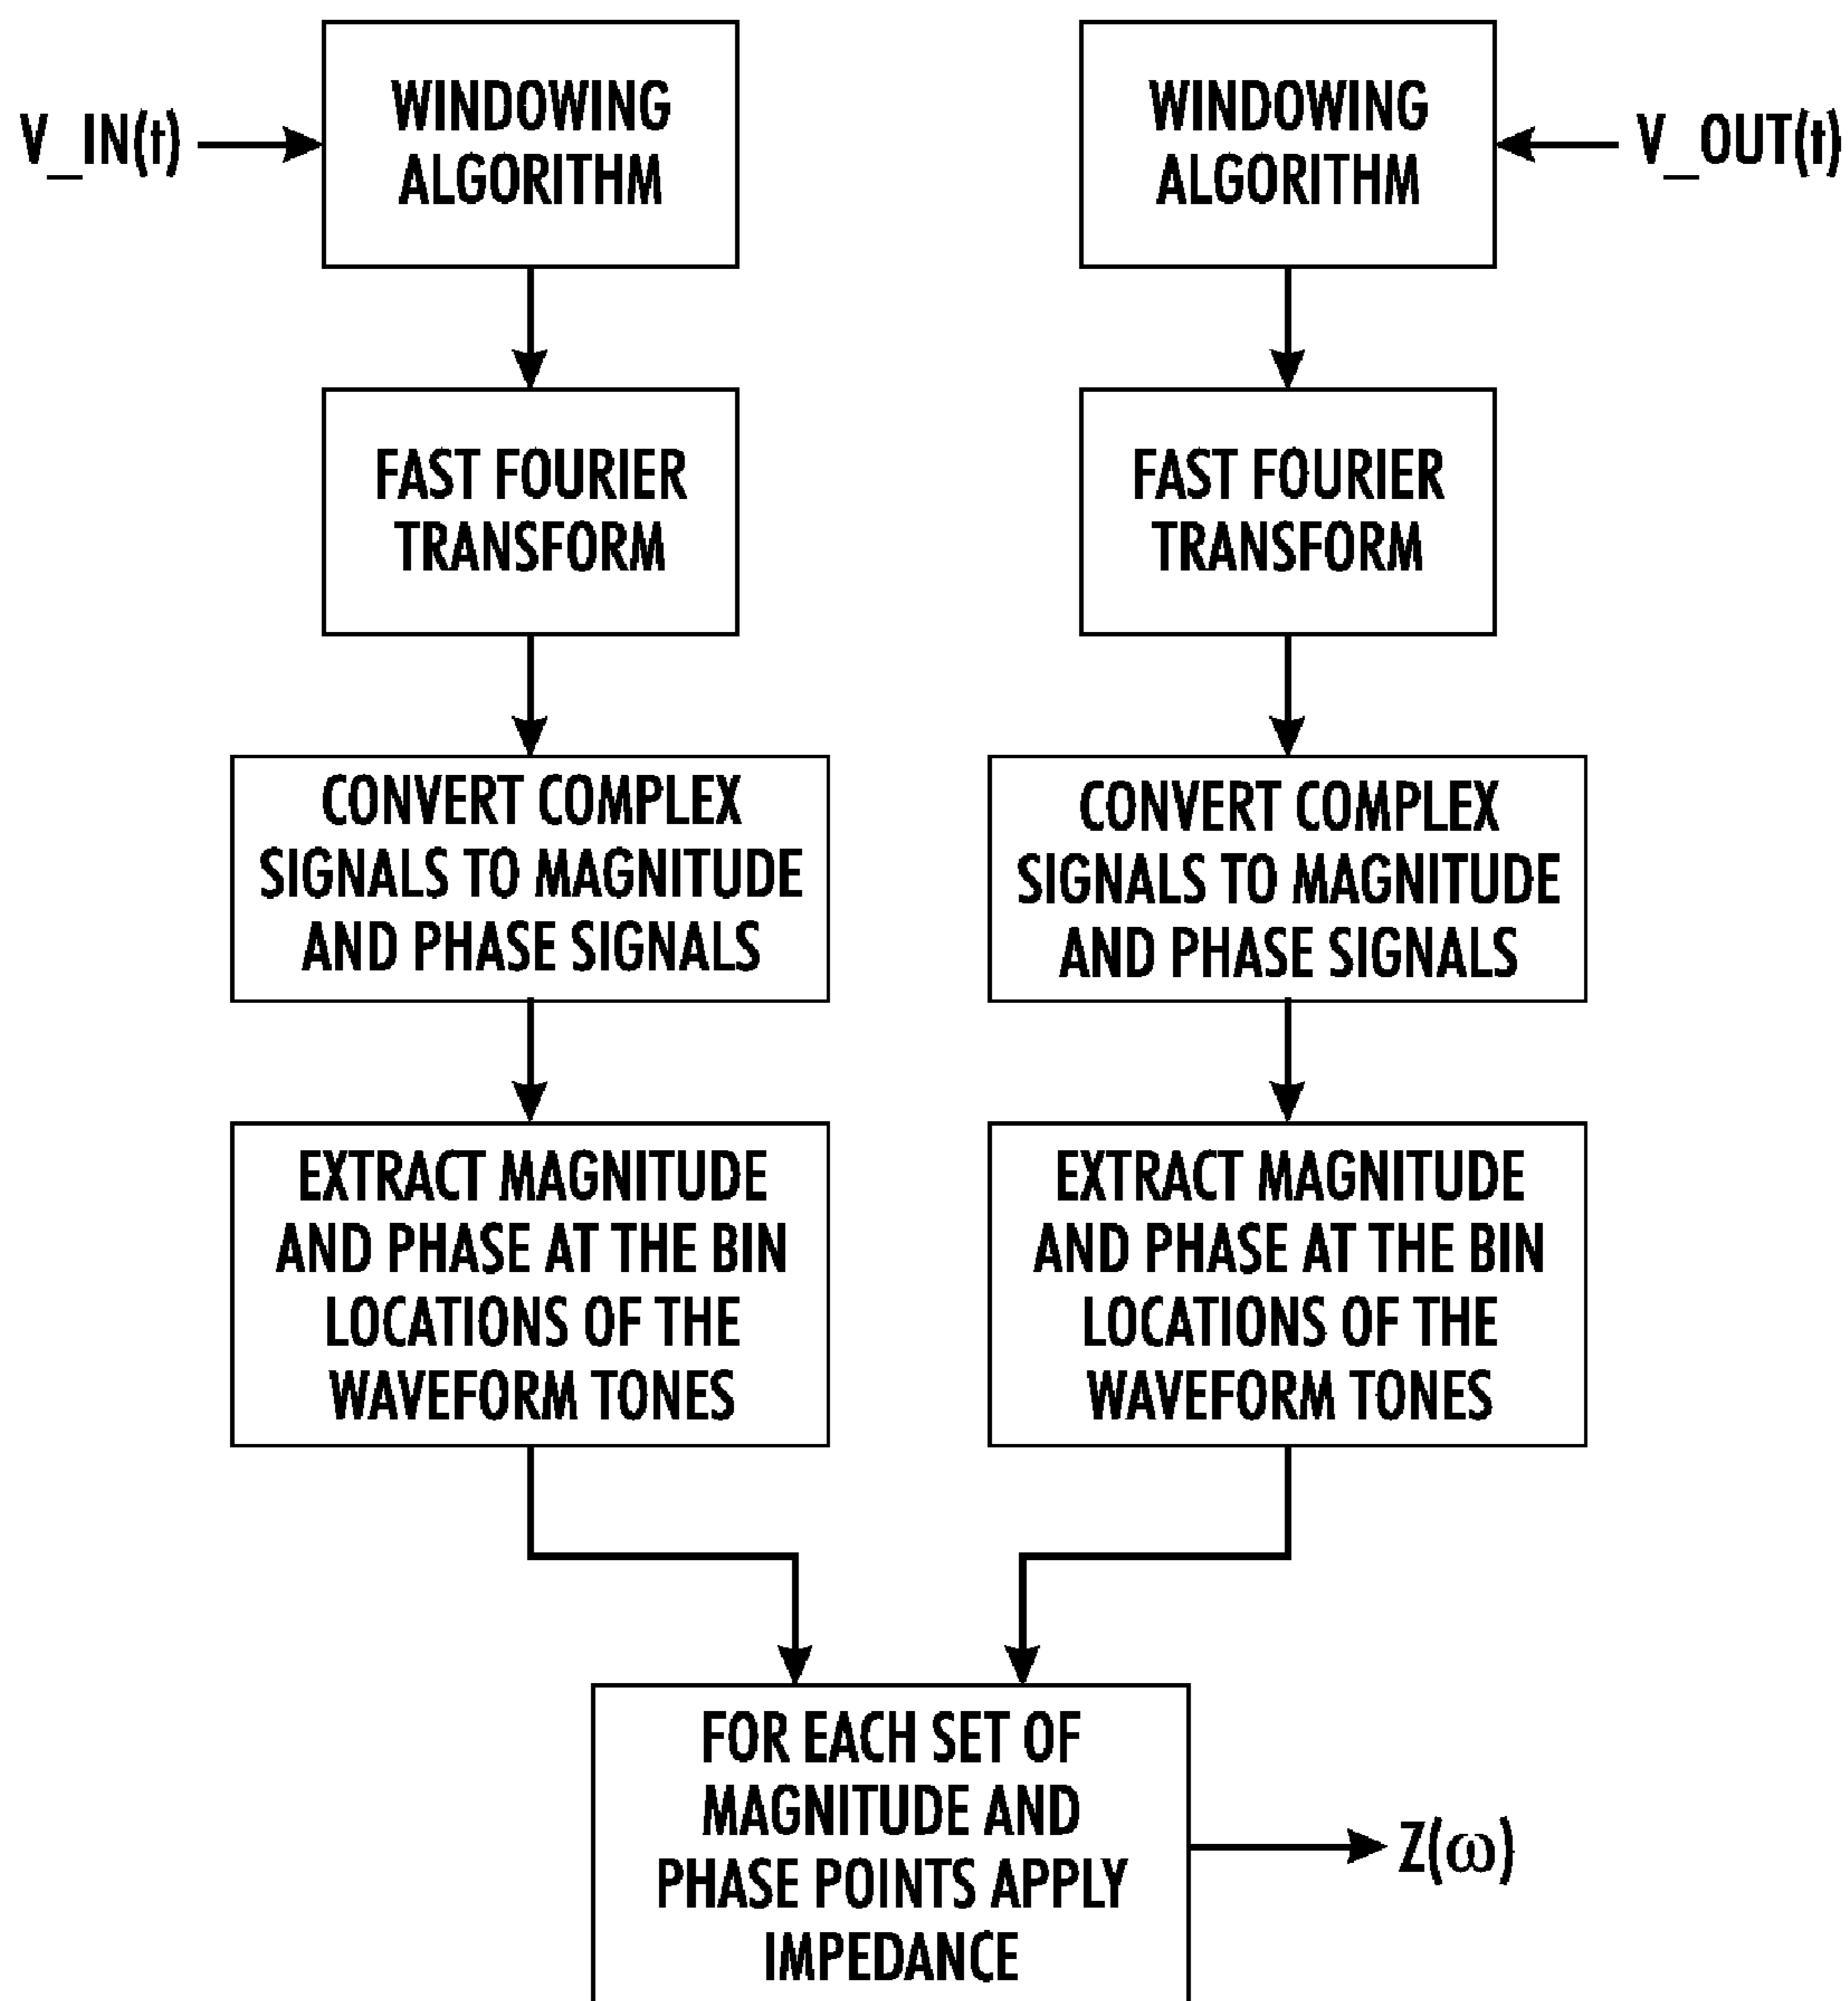 V_IN(t)
WINDOWING
ALGORITHM
FAST FOURIER
TRANSFORM
CONVERT COMPLEX
SIGNALS TO MAGNITUDE
AND PHASE SIGNALS
EXTRACT MAGNITUDE
AND PHASE AT THE BIN
LOCATIONS OF THE
WAVEFORM TONES
WINDOWING
ALGORITHM
V_OUT(t)
FAST FOURIER
TRANSFORM
CONVERT COMPLEX
SIGNALS TO MAGNITUDE
AND PHASE SIGNALS
EXTRACT MAGNITUDE
AND PHASE AT THE BIN
LOCATIONS OF THE
WAVEFORM TONES
FOR EACH SET OF
MAGNITUDE AND
PHASE POINTS APPLY
IMPEDANCE
Z(ω)